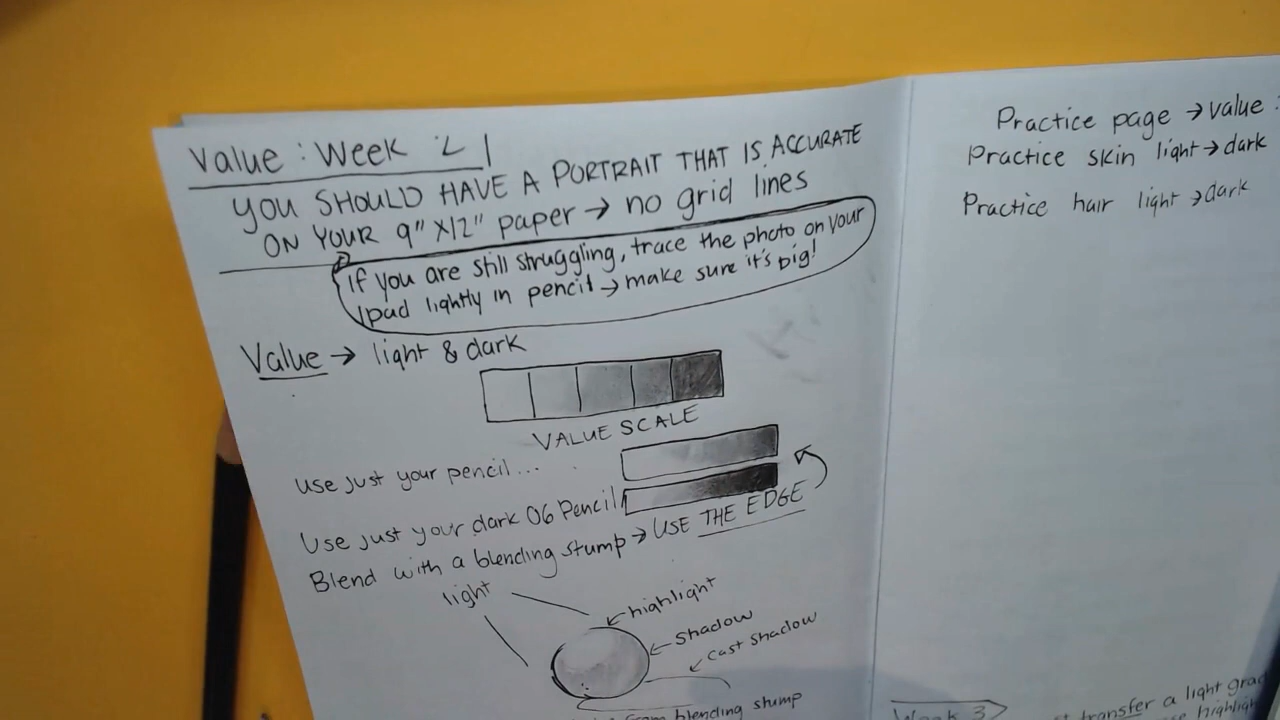 Value : Week 21
YOU SHOULD HAVE A PORTRAIT THAT IS ACCURATE
ON YOUR 9" X12" paper → no grid lines
If you are still struggling, trace the photo on your
ipad lightly in pencil → make sure it's big!
Value → light & dark
VALUE SCALE
Use just your pencil...
Use just your dark 06 Pencil
Blend with a blending stump → USE THE EDGE
light
highlight
shadow
cast shadow
from blending stump
Practice page → value :
Practice skin light → dark
Practice hair light → dark
Week 3
transfer a light